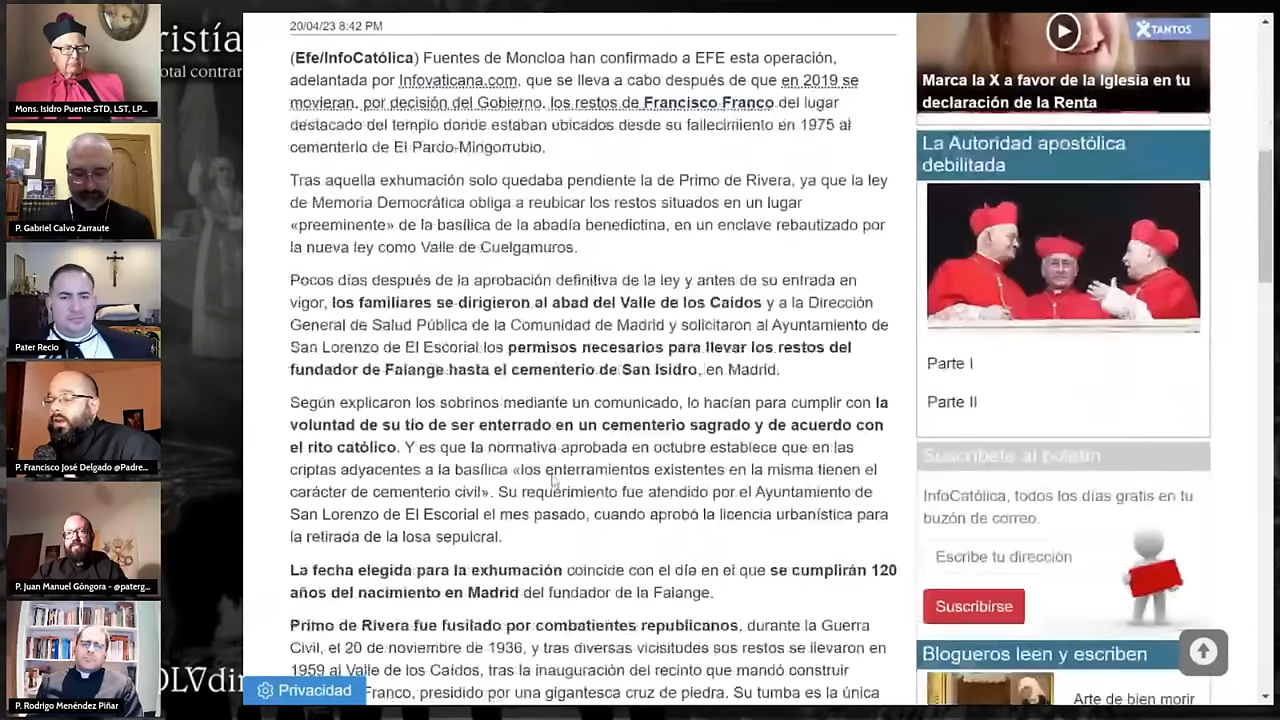 ristía
otal contrar
Mons. Isidro Puente STD, LST, LP...
P. Gabriel Calvo Zarraute
Pater Recio
P. Francisco José Delgado @Padre...
P. Juan Manuel Góngora - @paterg...
P. Rodrigo Menéndez Piñar
20/04/23 8:42 PM
(Efe/InfoCatólica) Fuentes de Moncloa han confirmado a EFE esta operación,
adelantada por Infovaticana.com, que se lleva a cabo después de que en 2019 se
movieran, por decisión del Gobierno, los restos de Francisco Franco del lugar
destacado del templo donde estaban ubicados desde su fallecimiento en 1975 al
cementerio de El Pardo-Mingorrubio.
Tras aquella exhumación solo quedaba pendiente la de Primo de Rivera, ya que la ley
de Memoria Democrática obliga a reubicar los restos situados en un lugar
«preeminente» de la basílica de la abadía benedictina, en un enclave rebautizado por
la nueva ley como Valle de Cuelgamuros.
Pocos días después de la aprobación definitiva de la ley y antes de su entrada en
vigor, los familiares se dirigieron al abad del Valle de los Caídos y a la Dirección
General de Salud Pública de la Comunidad de Madrid y solicitaron al Ayuntamiento de
San Lorenzo de El Escorial los permisos necesarios para llevar los restos del
fundador de Falange hasta el cementerio de San Isidro, en Madrid.
Según explicaron los sobrinos mediante un comunicado, lo hacían para cumplir con la
voluntad de su tío de ser enterrado en un cementerio sagrado y de acuerdo con
el rito católico. Y es que la normativa aprobada en octubre establece que en las
criptas adyacentes a la basílica «los enterramientos existentes en la misma tienen el
carácter de cementerio civil». Su requerimiento fue atendido por el Ayuntamiento de
San Lorenzo de El Escorial el mes pasado, cuando aprobó la licencia urbanística para
la retirada de la losa sepulcral.
La fecha elegida para la exhumación coincide con el día en el que se cumplirán 120
años del nacimiento en Madrid del fundador de la Falange.
Primo de Rivera fue fusilado por combatientes republicanos, durante la Guerra
Civil, el 20 de noviembre de 1936, y tras diversas vicisitudes sus restos se llevaron en
1959 al Valle de los Caídos, tras la inauguración del recinto que mandó construir
Franco, presidido por una gigantesca cruz de piedra. Su tumba es la única
Privacidad
XTANTOS
Marca la X a favor de la Iglesia en tu
declaración de la Renta
La Autoridad apostólica
debilitada
Parte I
Parte II
Suscríbete al boletín
InfoCatólica, todos los días gratis en tu
buzón de correo.
Escribe tu dirección
Suscribirse
Blogueros leen y escriben
Arte de bien morir